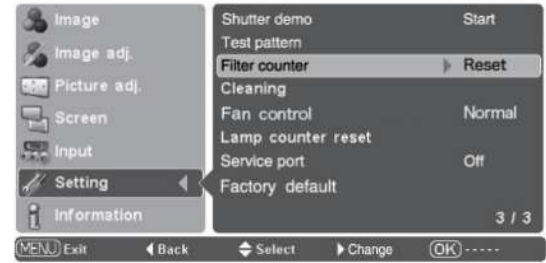 Image
Image adj.
Picture adj.
Screen
Input
Setting
Information
Shutter demo Start
Test pattern
Filter counter Reset
Cleaning
Fan control Normal
Lamp counter reset
Service port Off
Factory default
3 / 3
MENU Exit Back Select Change OK -----